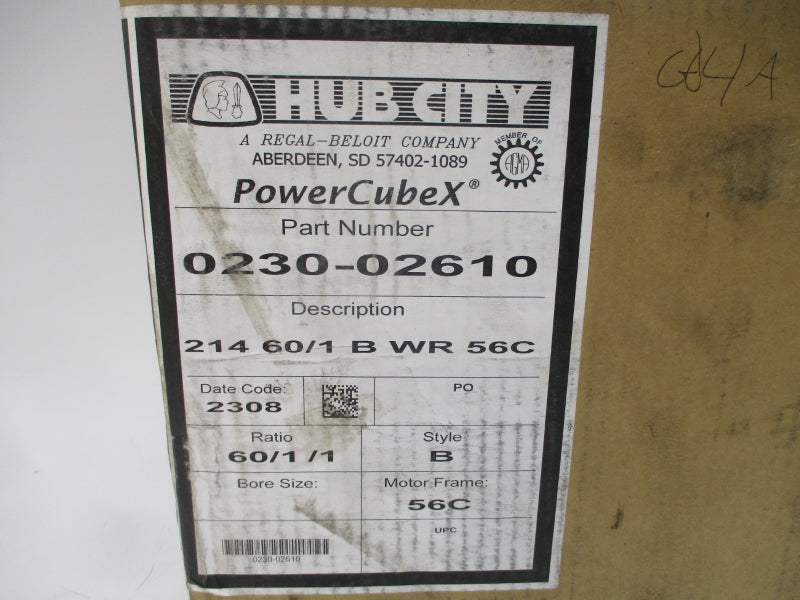 HUB CITY
A REGAL-BELOIT COMPANY
ABERDEEN, SD 57402-1089
MEMBER OF
AGMA
PowerCubeX®
Part Number
0230-02610
Description
214 60/1 B WR 56C
Date Code:
2308
PO
Ratio
60/1 /1
Style
B
Bore Size:
Motor Frame:
56C
UPC
0230-02610